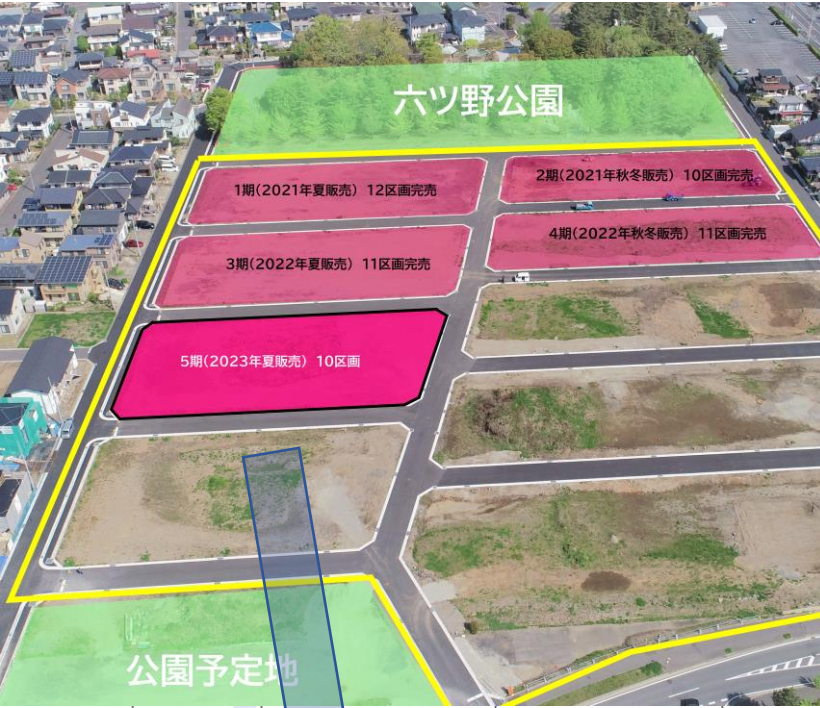 六ツ野公園
1期(2021年夏販売) 12区画完売
2期(2021年秋冬販売) 10区画完売
3期(2022年夏販売) 11区画完売
4期(2022年秋冬販売) 11区画完売
5期(2023年夏販売) 10区画
公園予定地